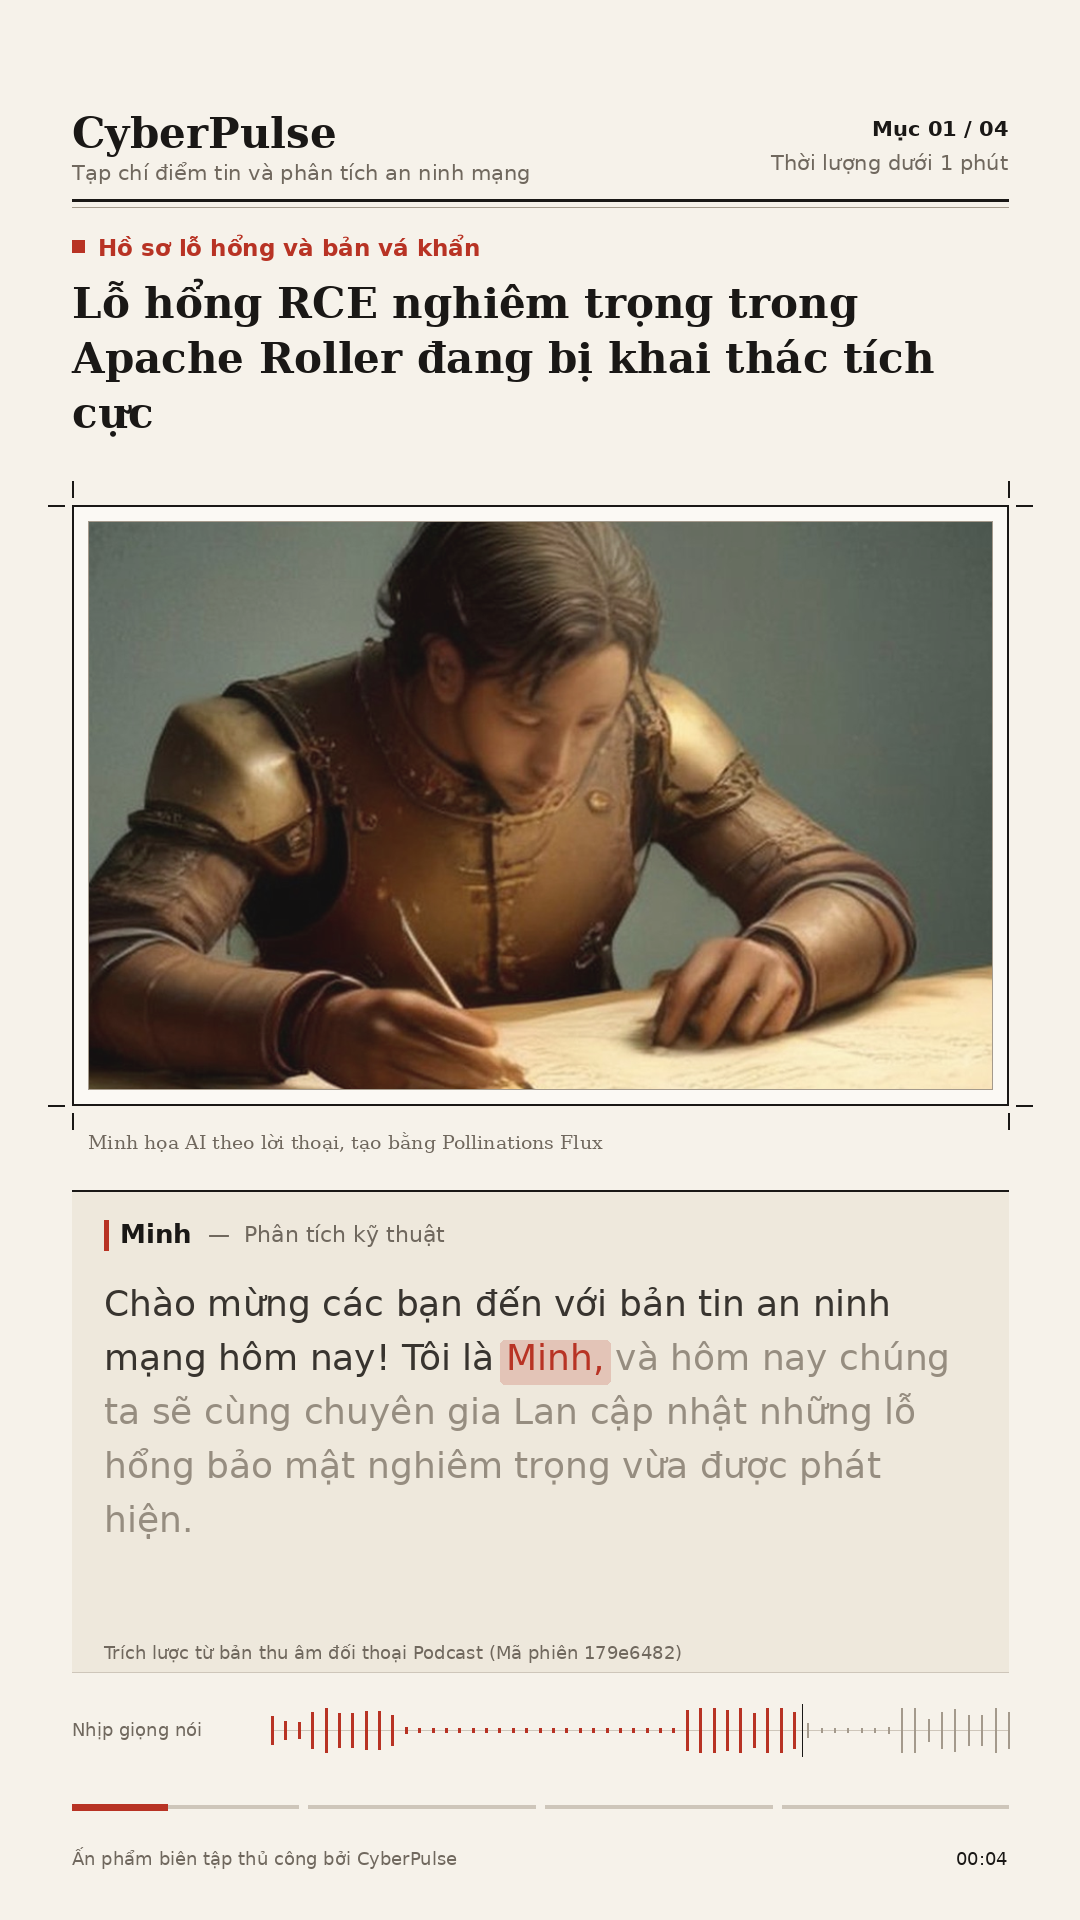 CyberPulse
Tạp chí điểm tin và phân tích an ninh mạng
Mục 01 / 04
Thời lượng dưới 1 phút
Hồ sơ lỗ hổng và bản vá khẩn
Lỗ hổng RCE nghiêm trọng trong
Apache Roller đang bị khai thác tích
cực
Minh họa AI theo lời thoại, tạo bằng Pollinations Flux
Minh — Phân tích kỹ thuật
Chào mừng các bạn đến với bản tin an ninh
mạng hôm nay! Tôi là Minh, và hôm nay chúng
ta sẽ cùng chuyên gia Lan cập nhật những lỗ
hổng bảo mật nghiêm trọng vừa được phát
hiện.
Trích lược từ bản thu âm đối thoại Podcast (Mã phiên 179e6482)
Nhịp giọng nói
Ấn phẩm biên tập thủ công bởi CyberPulse
00:04